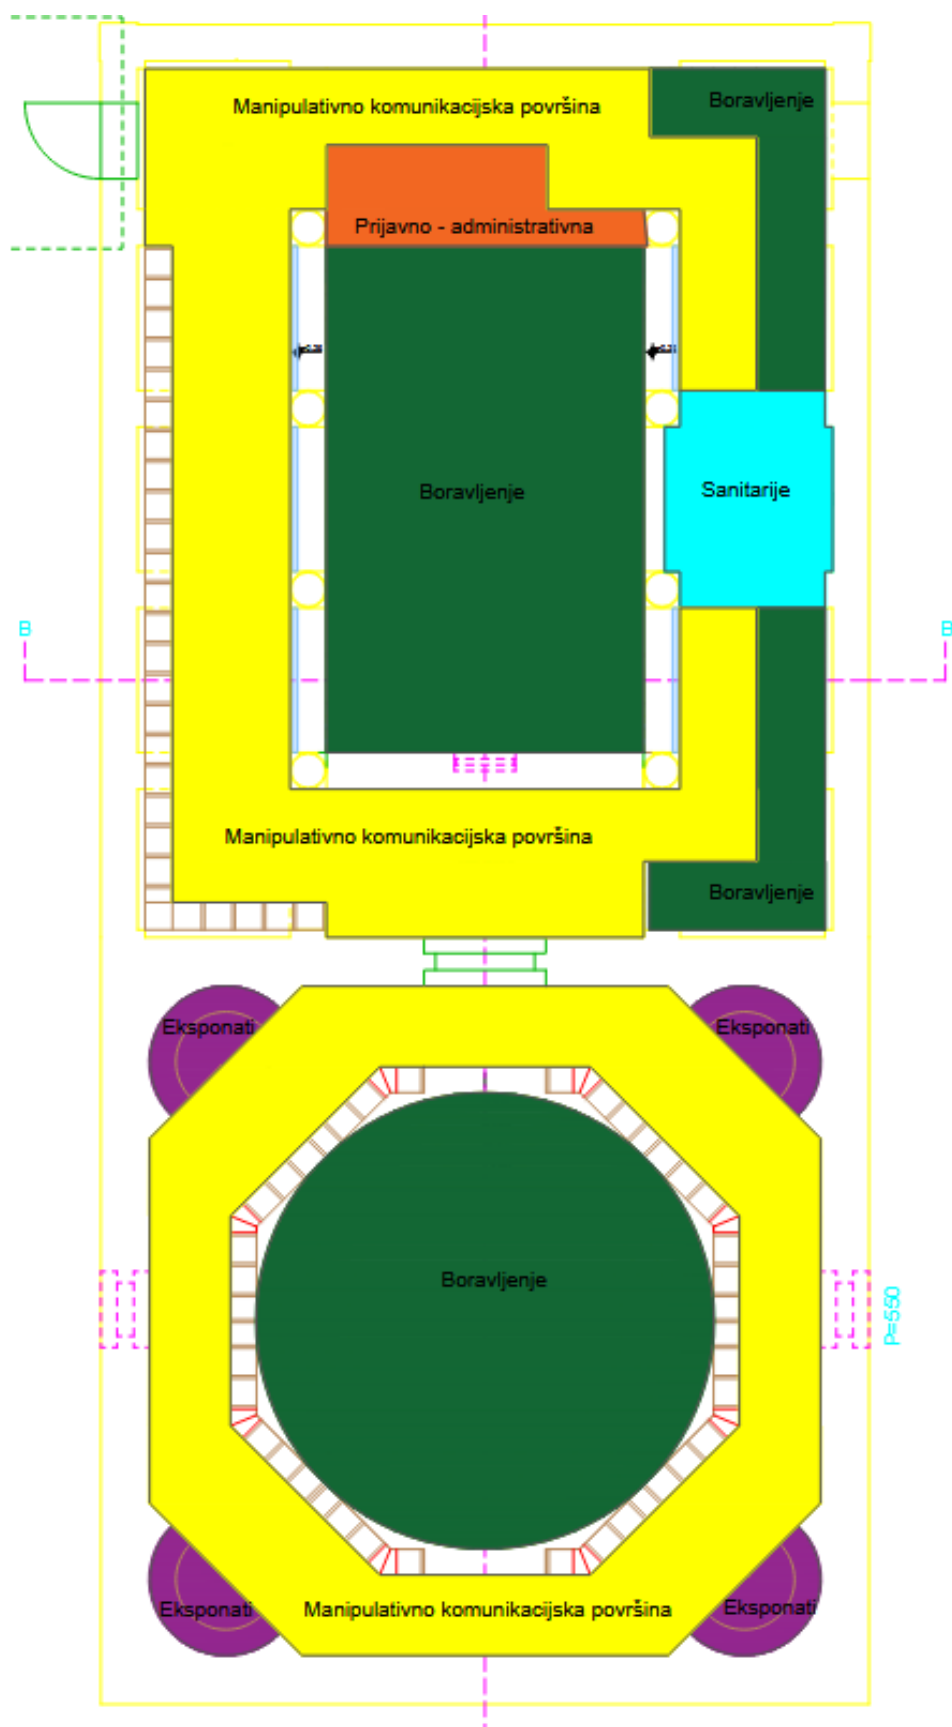 Manipulativno komunikacijska površina
Boravljenje
Prijavno - administrativna
Boravljenje
Sanitarije
B
B
Manipulativno komunikacijska površina
Boravljenje
Eksponati
Eksponati
Boravljenje
P=550
Eksponati
Manipulativno komunikacijska površina
Eksponati